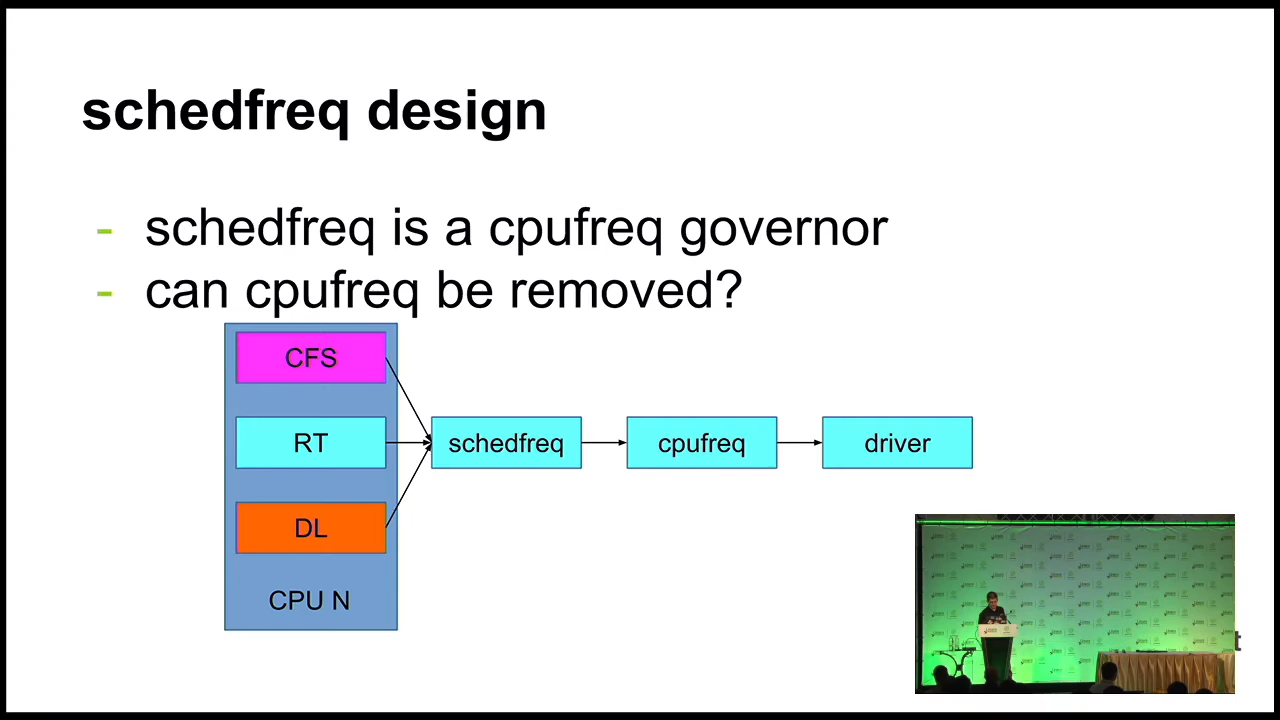 schedfreq design
- schedfreq is a cpufreq governor
- can cpufreq be removed?
CFS
RT
schedfreq
cpufreq
driver
DL
CPU N
t